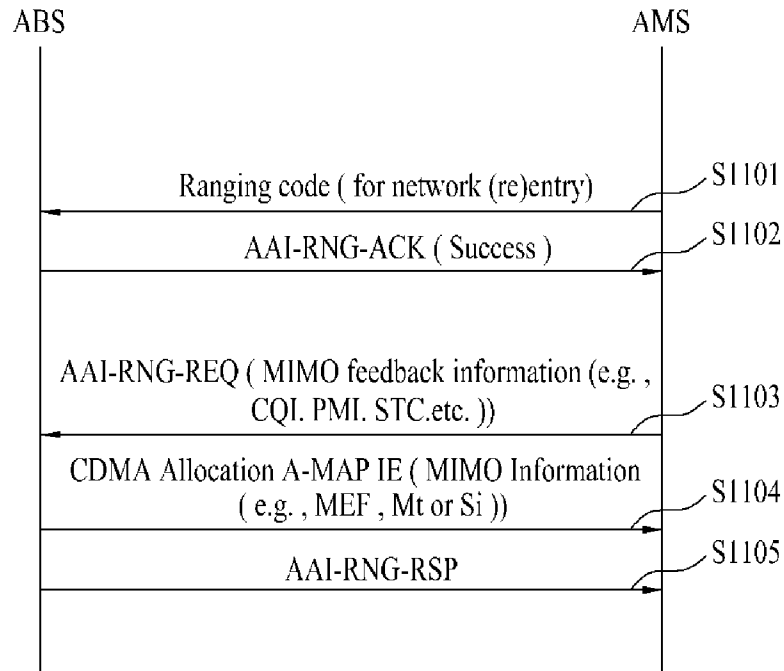 ABS
AMS
Ranging code ( for network (re)entry)
S1101
AAI-RNG-ACK ( Success )
S1102
AAI-RNG-REQ ( MIMO feedback information (e.g. ,
CQI. PMI. STC.etc. ))
S1103
CDMA Allocation A-MAP IE ( MIMO Information
( e.g. , MEF , Mt or Si ))
S1104
AAI-RNG-RSP
S1105